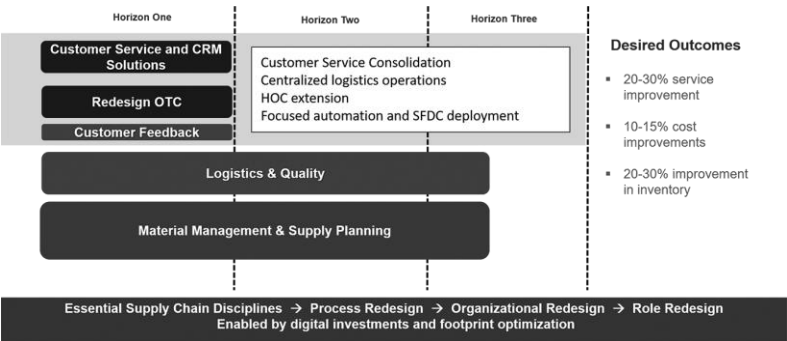 Horizon One
Horizon Two
Horizon Three
Customer Service and CRM
Solutions
Redesign OTC
Customer Feedback
Customer Service Consolidation
Centralized logistics operations
HOC extension
Focused automation and SFDC deployment
Logistics & Quality
Material Management & Supply Planning
Desired Outcomes
▪ 20-30% service
improvement
▪ 10-15% cost
improvements
▪ 20-30% improvement
in inventory
Essential Supply Chain Disciplines → Process Redesign → Organizational Redesign → Role Redesign
Enabled by digital investments and footprint optimization